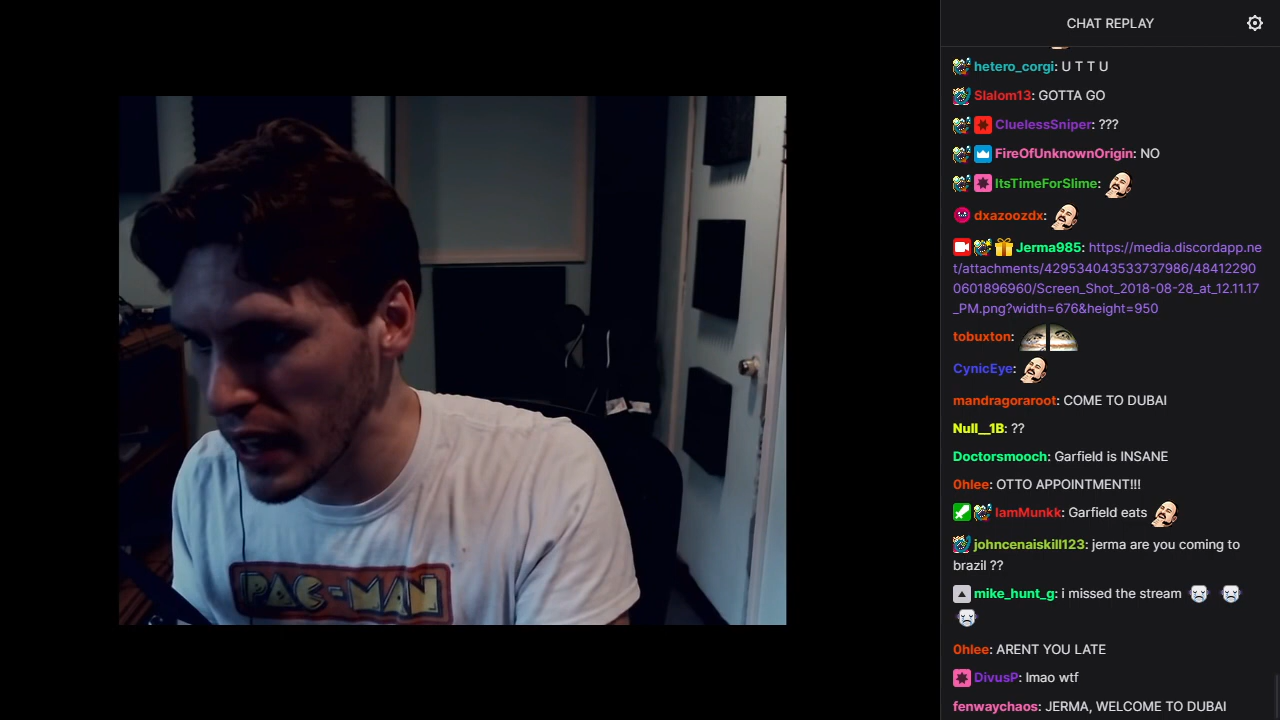 CHAT REPLAY
hetero_corgi: U T T U
Slalom13: GOTTA GO
CluelessSniper: ???
FireOfUnknownOrigin: NO
ItsTimeForSlime:
dxazoozdx:
Jerma985: https://media.discordapp.ne
t/attachments/429534043533737986/48412290
0601896960/Screen_Shot_2018-08-28_at_12.11.17
_PM.png?width=676&height=950
tobuxton:
CynicEye:
mandragoraroot: COME TO DUBAI
Null__1B: ??
Doctorsmooch: Garfield is INSANE
0hlee: OTTO APPOINTMENT!!!
IamMunkk: Garfield eats
johncenaiskill123: jerma are you coming to
brazil ??
mike_hunt_g: i missed the stream
0hlee: ARENT YOU LATE
DivusP: lmao wtf
fenwaychaos: JERMA, WELCOME TO DUBAI
PAC-MAN